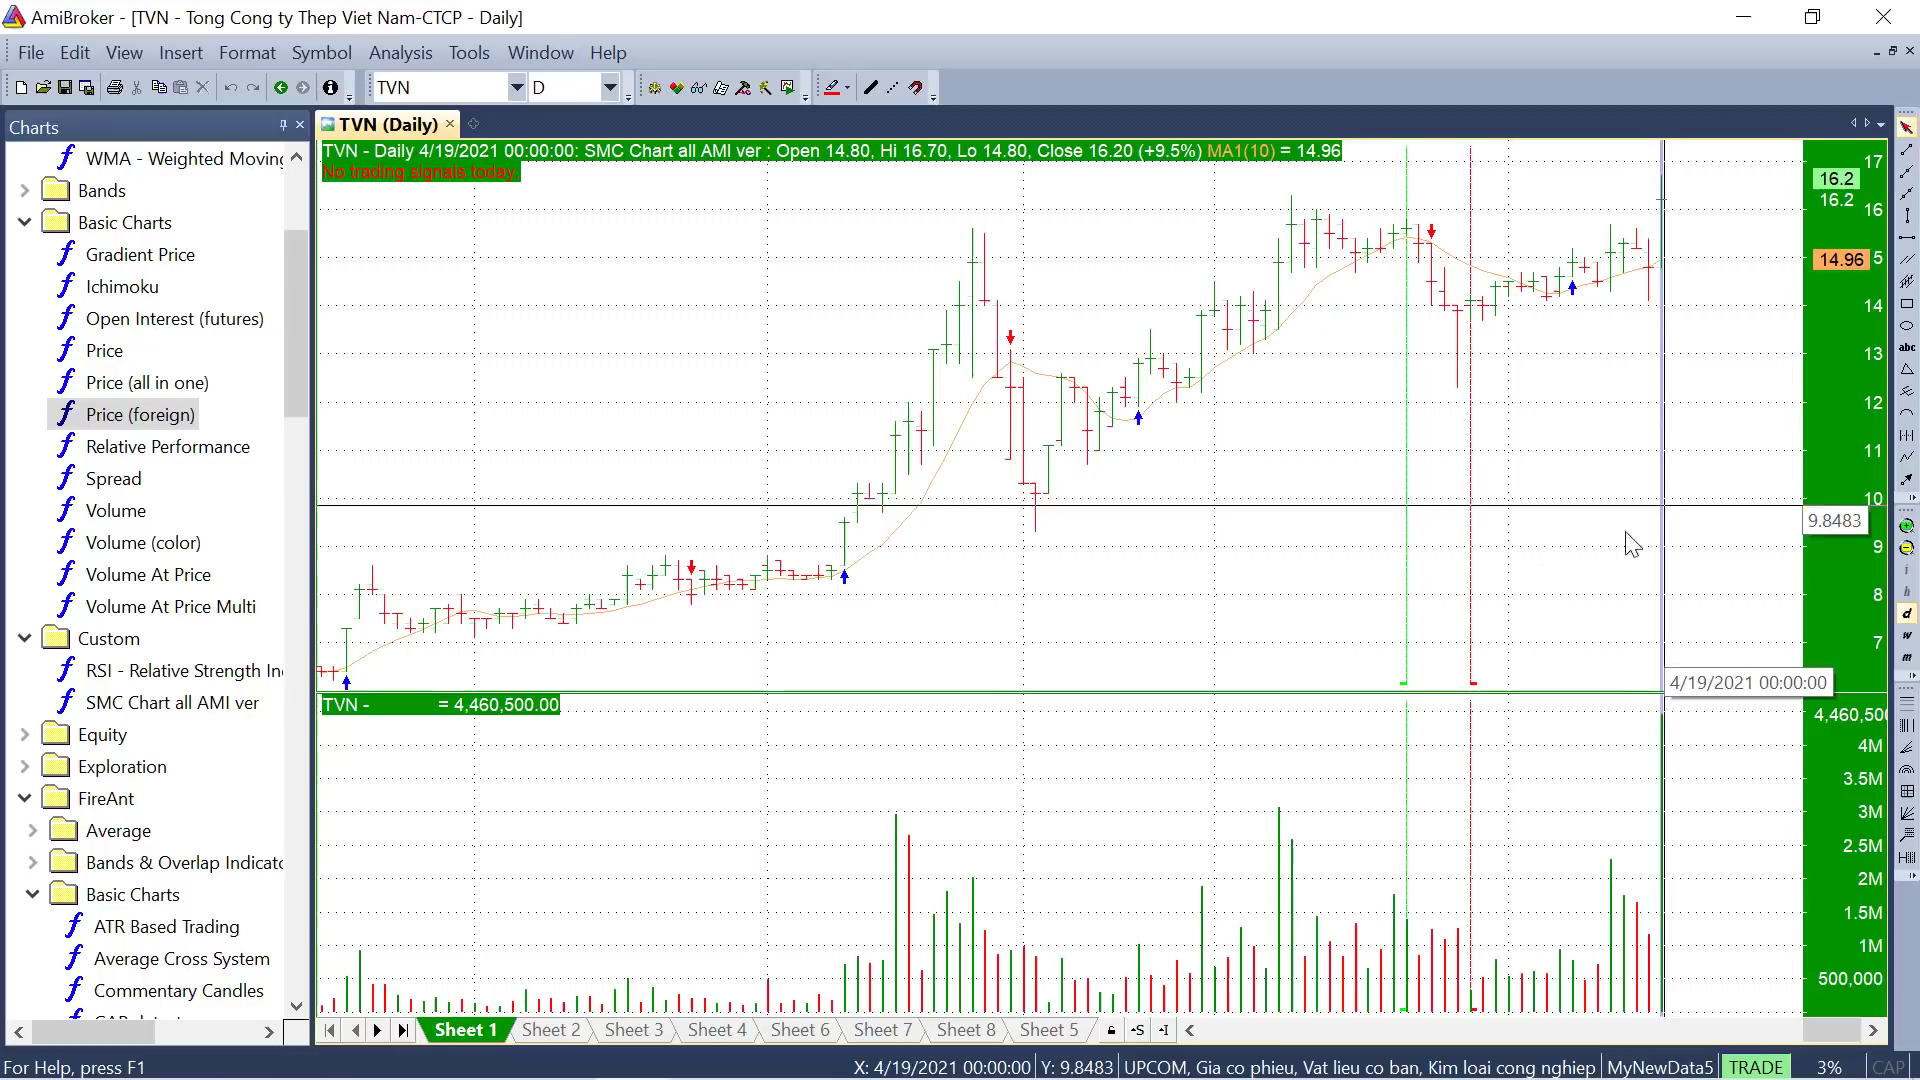 AmiBroker - [TVN - Tong Cong ty Thep Viet Nam-CTCP - Daily]
File Edit View Insert Format Symbol Analysis Tools Window Help
TVN D
Charts
TVN (Daily)
WMA - Weighted Moving
Bands
Basic Charts
Gradient Price
Ichimoku
Open Interest (futures)
Price
Price (all in one)
Price (foreign)
Relative Performance
Spread
Volume
Volume (color)
Volume At Price
Volume At Price Multi
Custom
RSI - Relative Strength In
SMC Chart all AMI ver
Equity
Exploration
FireAnt
Average
Bands & Overlap Indicato
Basic Charts
ATR Based Trading
Average Cross System
Commentary Candles
TVN - Daily 4/19/2021 00:00:00: SMC Chart all AMI ver : Open 14.80, Hi 16.70, Lo 14.80, Close 16.20 (+9.5%) MA1(10) = 14.96
No trading signals today.
17
16.2
16.2
16
14.96 5
14
13
12
11
10
9.8483
9
8
7
4/19/2021 00:00:00
TVN - = 4,460,500.00
4,460,500
4M
3.5M
3M
2.5M
2M
1.5M
1M
500,000
abc
i
h
d
w
m
Sheet 1 Sheet 2 Sheet 3 Sheet 4 Sheet 6 Sheet 7 Sheet 8 Sheet 5 S I
For Help, press F1
X: 4/19/2021 00:00:00 Y: 9.8483 UPCOM, Gia co phieu, Vat lieu co ban, Kim loai cong nghiep MyNewData5 TRADE 3% CAP